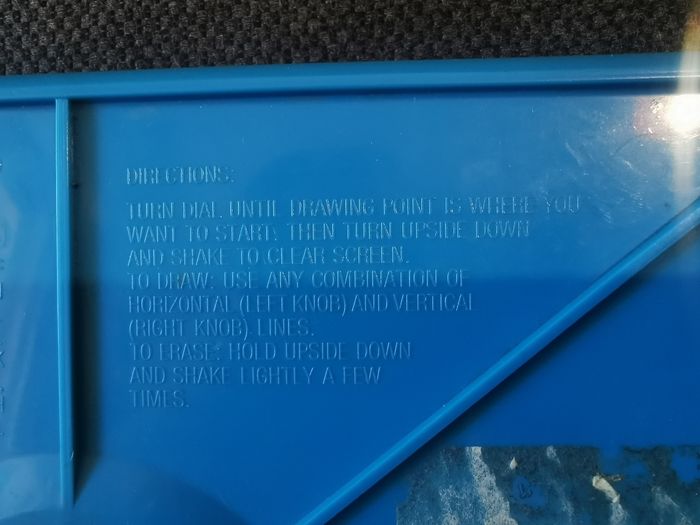 DIRECTIONS:
TURN DIAL UNTIL DRAWING POINT IS WHERE YOU
WANT TO START. THEN TURN UPSIDE DOWN
AND SHAKE TO CLEAR SCREEN.
TO DRAW: USE ANY COMBINATION OF
HORIZONTAL (LEFT KNOB) AND VERTICAL
(RIGHT KNOB) LINES.
TO ERASE: HOLD UPSIDE DOWN
AND SHAKE LIGHTLY A FEW
TIMES.